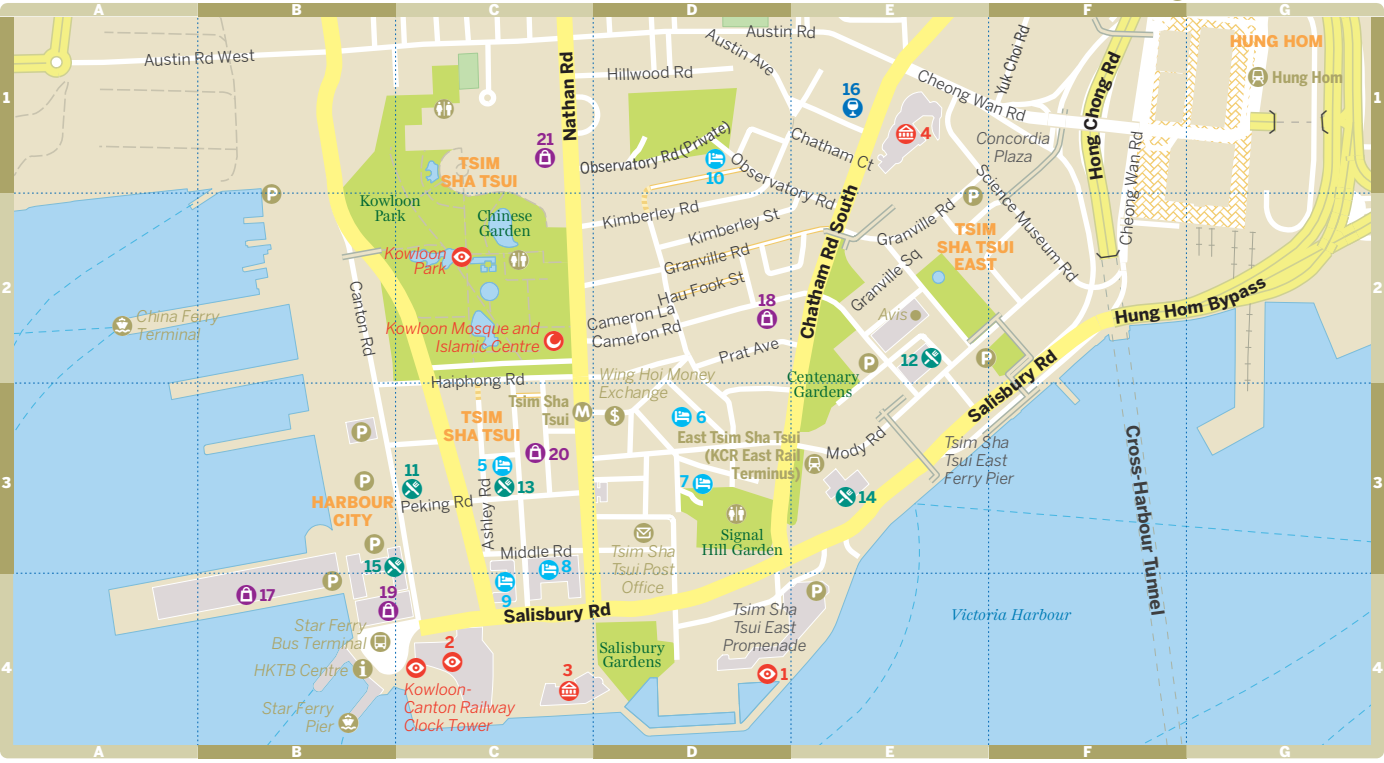 A
B
C
D
E
F
G
1
1
Austin Rd West
Austin Rd
Austin Ave
Hillwood Rd
Nathan Rd
Cheong Wan Rd
Yuk Choi Rd
Hong Chong Rd
HUNG HOM
Hung Hom
16
4
Concordia
Plaza
Chatham Ct
21
TSIM
SHA TSUI
Observatory Rd (Private)
10
Observatory Rd
Cheong Wan Rd
Science Museum Rd
P
P
Kowloon
Park
Chinese
Garden
Kimberley Rd
Kimberley St
Granville Rd
Chatham Rd South
Granville Rd
TSIM
SHA TSUI
EAST
Kowloon
Park
Granville Sq
2
2
Hau Fook St
Canton Rd
China Ferry
Terminal
Kowloon Mosque and
Islamic Centre
Cameron La
Cameron Rd
18
Avis
Hung Hom Bypass
Prat Ave
12
P
P
Salisbury Rd
Haiphong Rd
Wing Hoi Money
Exchange
Centenary
Gardens
Tsim Sha
Tsui
M
$
6
TSIM
SHA TSUI
P
East Tsim Sha Tsui
(KCR East Rail
Terminus)
Mody Rd
Tsim Sha
Tsui East
Ferry Pier
Cross-Harbour Tunnel
20
5
13
11
P
7
3
3
14
HARBOUR
CITY
Peking Rd
Ashley Rd
Signal
Hill Garden
P
Middle Rd
Tsim Sha
Tsui Post
Office
15
8
P
17
19
9
Salisbury Rd
P
Tsim Sha
Tsui East
Promenade
Victoria Harbour
Star Ferry
Bus Terminal
HKTB Centre
i
2
3
Salisbury
Gardens
1
4
4
Kowloon-
Canton Railway
Clock Tower
Star Ferry
Pier
A
B
C
D
E
F
G